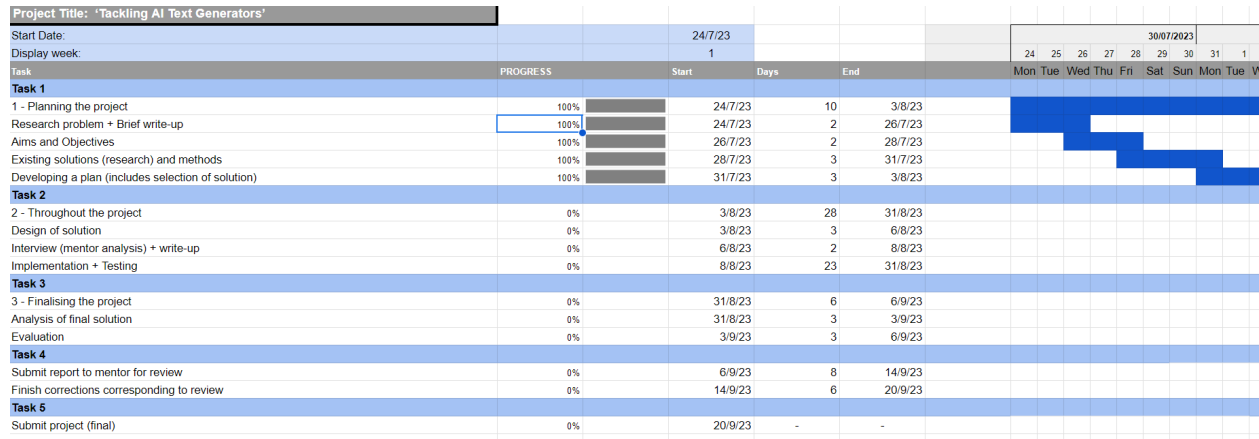 Project Title: ‘Tackling AI Text Generators’
Start Date: 24/7/23 30/07/2023
Display week: 1 24 25 26 27 28 29 30 31 1
Task PROGRESS Start Days End Mon Tue Wed Thu Fri Sat Sun Mon Tue
Task 1
1 - Planning the project 100% 24/7/23 10 3/8/23
Research problem + Brief write-up 100% 24/7/23 2 26/7/23
Aims and Objectives 100% 26/7/23 2 28/7/23
Existing solutions (research) and methods 100% 28/7/23 3 31/7/23
Developing a plan (includes selection of solution) 100% 31/7/23 3 3/8/23
Task 2
2 - Throughout the project 0% 3/8/23 28 31/8/23
Design of solution 0% 3/8/23 3 6/8/23
Interview (mentor analysis) + write-up 0% 6/8/23 2 8/8/23
Implementation + Testing 0% 8/8/23 23 31/8/23
Task 3
3 - Finalising the project 0% 31/8/23 6 6/9/23
Analysis of final solution 0% 31/8/23 3 3/9/23
Evaluation 0% 3/9/23 3 6/9/23
Task 4
Submit report to mentor for review 0% 6/9/23 8 14/9/23
Finish corrections corresponding to review 0% 14/9/23 6 20/9/23
Task 5
Submit project (final) 0% 20/9/23 - -